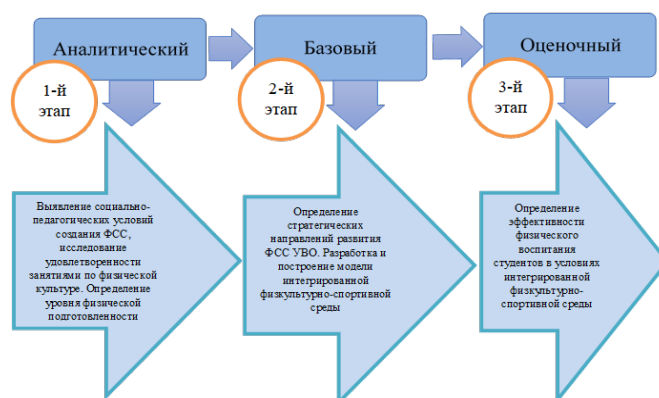 Аналитический
Базовый
Оценочный
1-й
этап
2-й
этап
3-й
этап
Выявление социально-
педагогических условий
создания ФСС,
исследование
удовлетворенности
занятиями по физической
культуре. Определение
уровня физической
подготовленности
Определение
стратегических
направлений развития
ФСС УВО. Разработка и
построение модели
интегрированной
физкультурно-спортивной
среды
Определение
эффективности
физического
воспитания
студентов в условиях
интегрированной
физкультурно-
спортивной среды